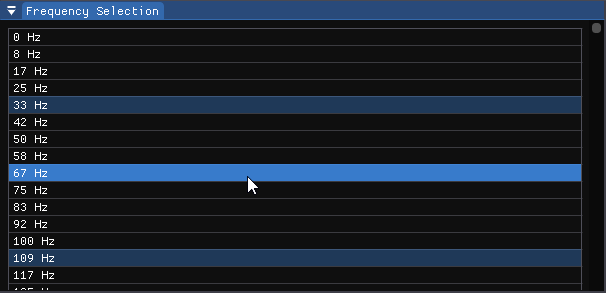 Frequency Selection
0 Hz
8 Hz
17 Hz
25 Hz
33 Hz
42 Hz
50 Hz
58 Hz
67 Hz
75 Hz
83 Hz
92 Hz
100 Hz
109 Hz
117 Hz